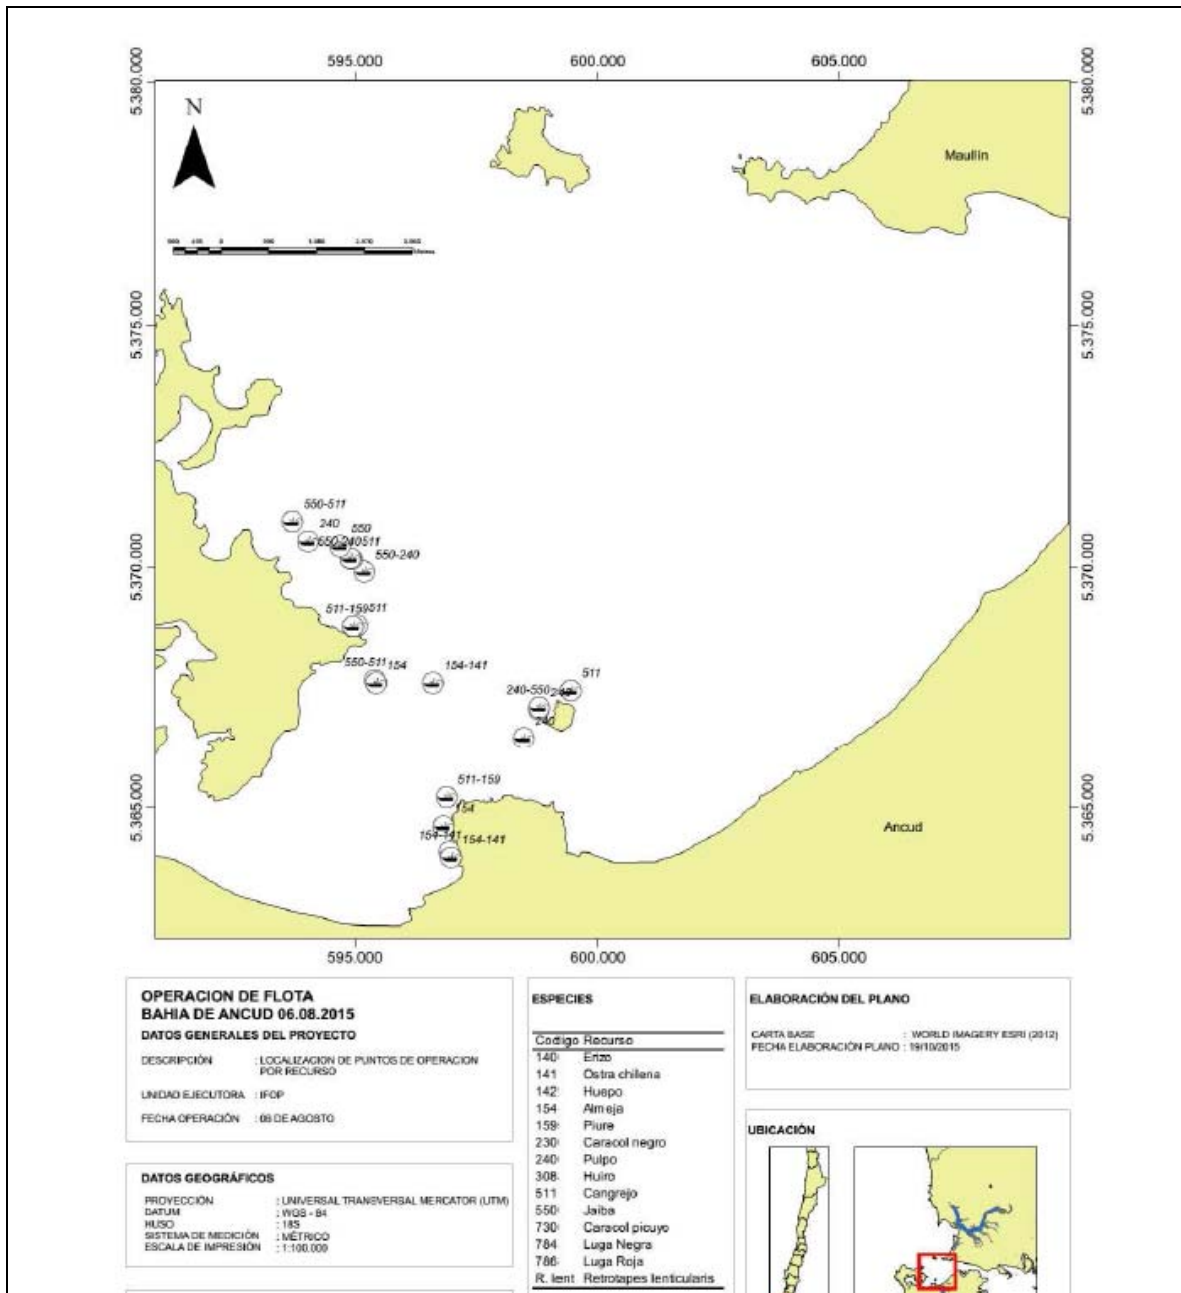 595.000 600.000 605.000
5.380.000 5.380.000
N
Maullín
5.375.000 5.375.000
550-511
240
550
550-240 511
550-240
5.370.000 5.370.000
511-159 511
550-511 154
154-141
511
240-550 240
240
511-159
154
5.365.000 5.365.000
Ancud
154-141 154-141
595.000 600.000 605.000
OPERACION DE FLOTA
BAHIA DE ANCUD 06.08.2015
DATOS GENERALES DEL PROYECTO
DESCRIPCIÓN : LOCALIZACION DE PUNTOS DE OPERACION
POR RECURSO
UNIDAD EJECUTORA : IFOP
FECHA OPERACIÓN : 06 DE AGOSTO
DATOS GEOGRÁFICOS
PROYECCIÓN : UNIVERSAL TRANSVERSAL MERCATOR (UTM)
DATUM : WGS - 84
HUSO : 18S
SISTEMA DE MEDICIÓN : MÉTRICO
ESCALA DE IMPRESIÓN : 1:100.000
ESPECIES
Codigo Recurso
140 Erizo
141 Ostra chilena
142 Huepo
154 Almeja
159 Piure
230 Caracol negro
240 Pulpo
308 Huiro
511 Cangrejo
550 Jaiba
730 Caracol picuyo
784 Luga Negra
786 Luga Roja
R. lent Retrotapes lenticularis
ELABORACIÓN DEL PLANO
CARTA BASE : WORLD IMAGERY ESRI (2012)
FECHA ELABORACIÓN PLANO : 19/10/2015
UBICACIÓN